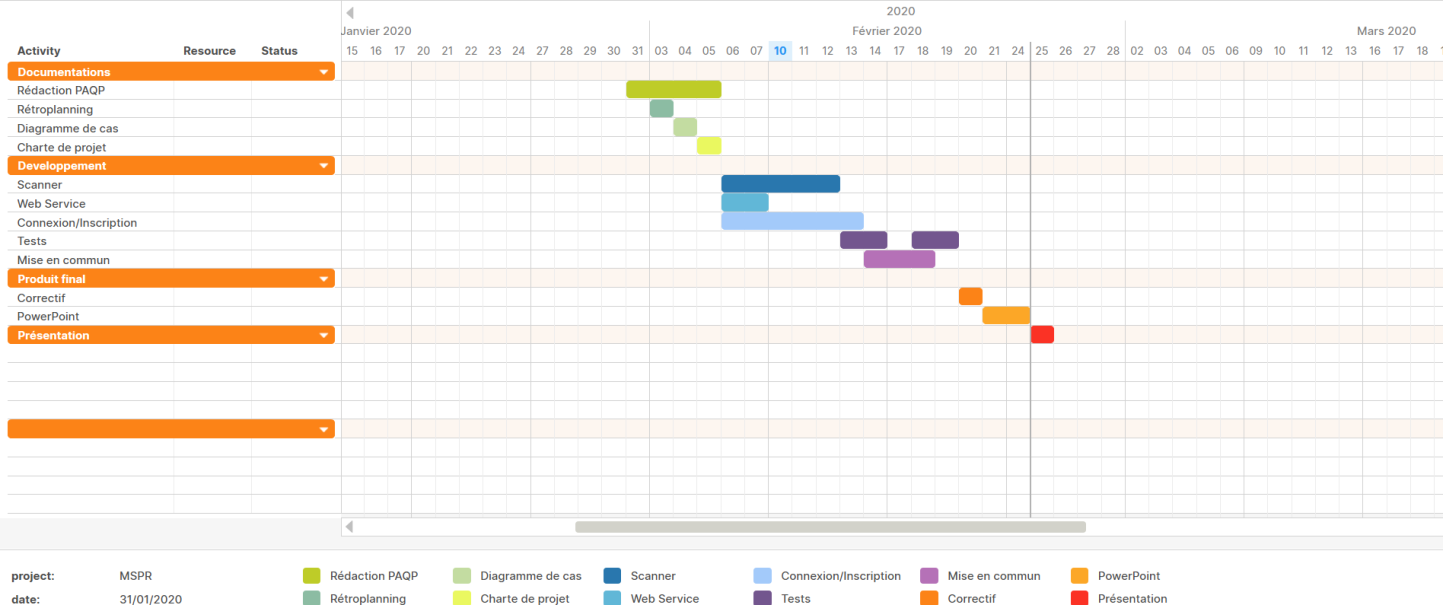 2020
Janvier 2020 Février 2020 Mars 2020
Activity Resource Status 15 16 17 20 21 22 23 24 27 28 29 30 31 03 04 05 06 07 10 11 12 13 14 17 18 19 20 21 24 25 26 27 28 02 03 04 05 06 09 10 11 12 13 16 17 18
Documentations
Rédaction PAQP
Rétroplanning
Diagramme de cas
Charte de projet
Developpement
Scanner
Web Service
Connexion/Inscription
Tests
Mise en commun
Produit final
Correctif
PowerPoint
Présentation
project: MSPR Rédaction PAQP Diagramme de cas Scanner Connexion/Inscription Mise en commun PowerPoint
date: 31/01/2020 Rétroplanning Charte de projet Web Service Tests Correctif Présentation